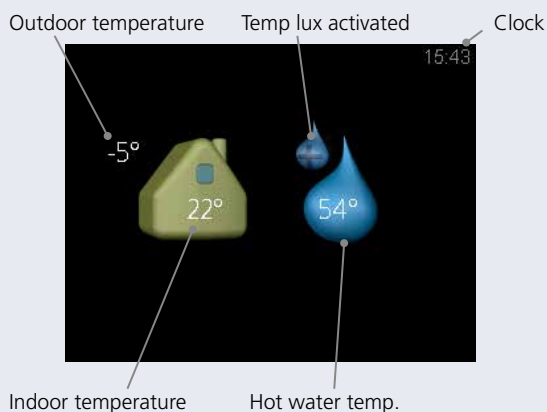 Outdoor temperature
Temp lux activated
Clock
15:43
-5°
22°
54°
Indoor temperature
Hot water temp.